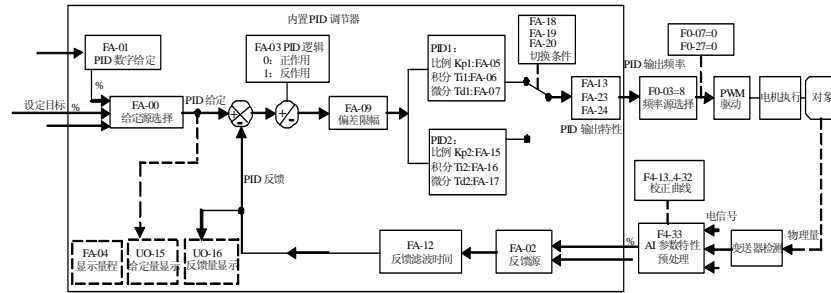 内置PID 调节器
FA-01
PID 数字给定
FA-03 PID 逻辑
0：正作用
1：反作用
PID1：
比例 Kp1:FA-05
积分 Ti1:FA-06
微分 Td1:FA-07
FA-18
FA-19
FA-20
切换条件
PID 输出频率
F0-07=0
F0-27=0
%
设定目标
%
FA-00
给定源选择
PID 给定
FA-09
偏差限幅
FA-13
FA-23
FA-24
F0-03=8
频率源选择
PWM
驱动
电机执行
对象
PID 输出特性
PID2：
比例 Kp2:FA-15
积分 Ti2:FA-16
微分 Td2:FA-17
PID 反馈
F4-13..4-32
校正曲线
电信号
物理量
FA-04
显示量程
UO-15
给定量显示
UO-16
反馈量显示
FA-12
反馈滤波时间
FA-02
反馈源
%
F4-33
AI 参数特性
预处理
变送器检测